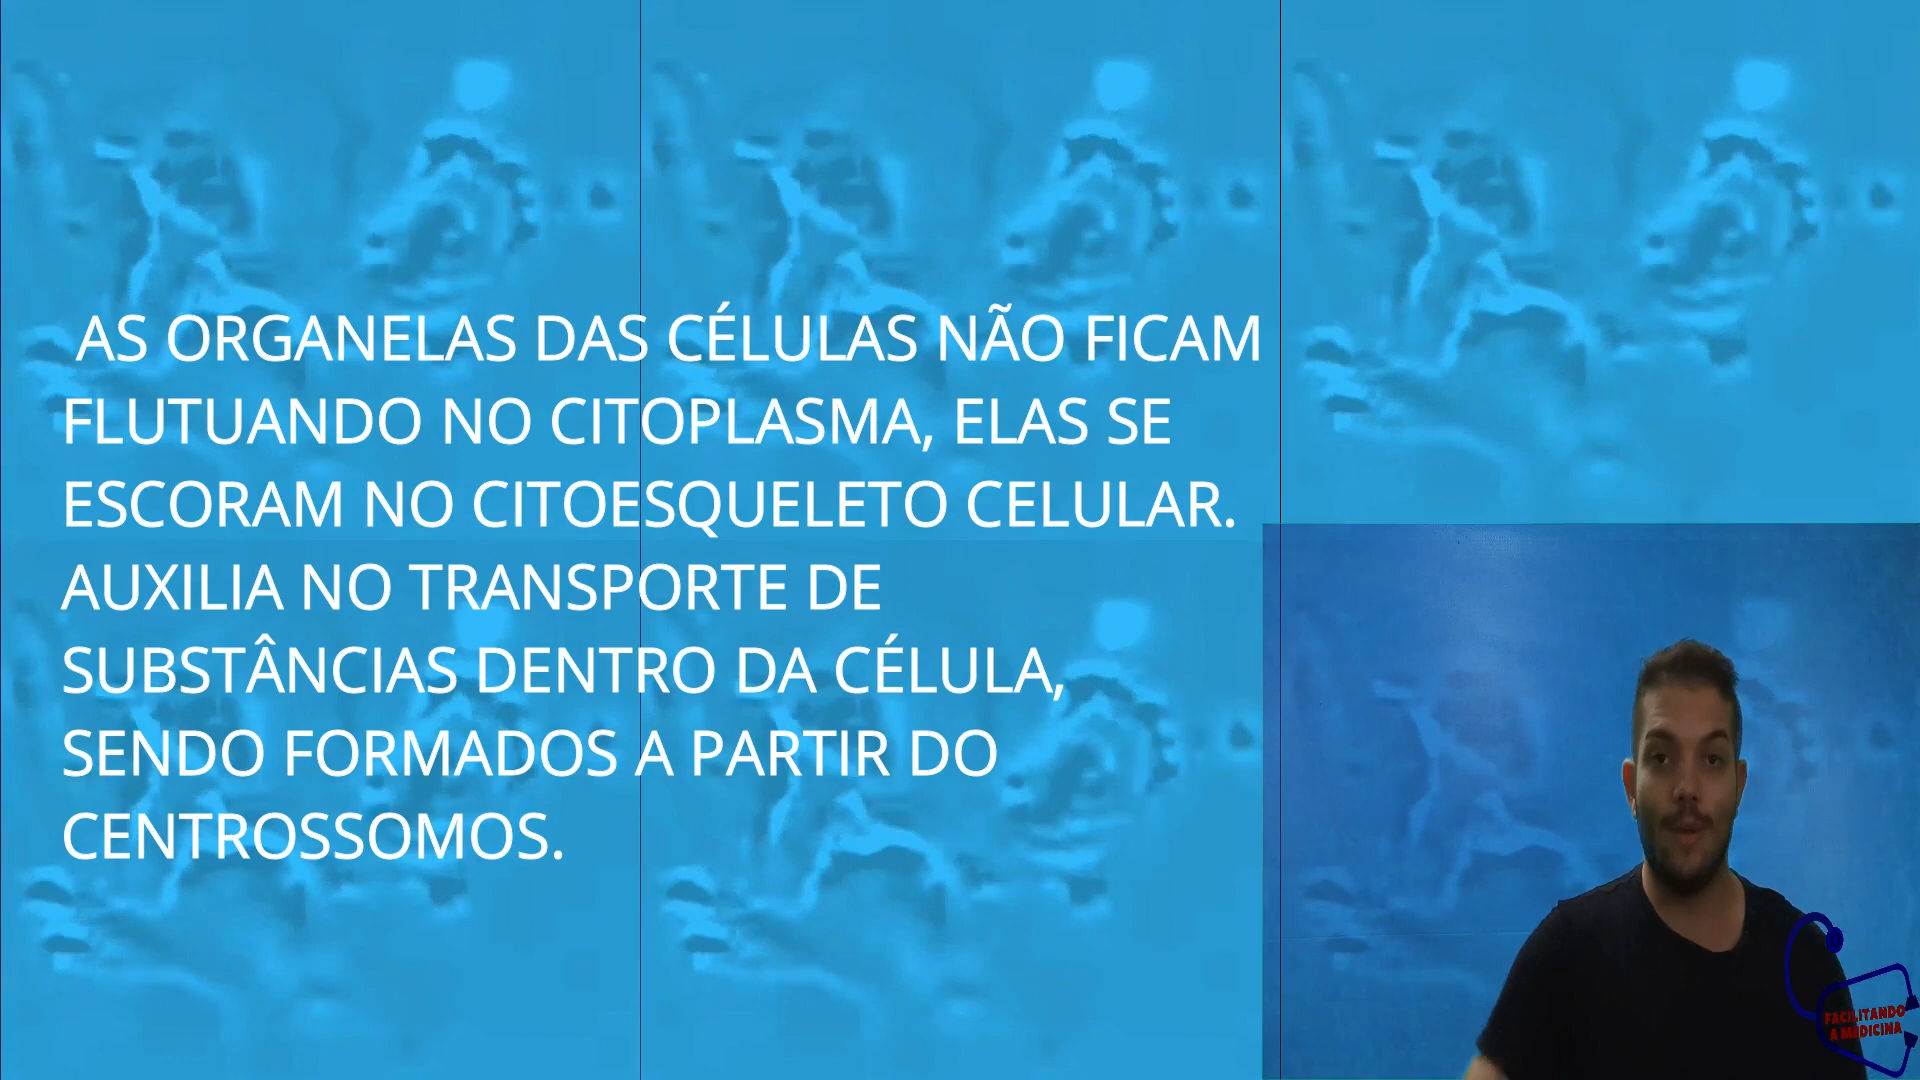 AS ORGANELAS DAS CÉLULAS NÃO FICAM
FLUTUANDO NO CITOPLASMA, ELAS SE
ESCORAM NO CITOESQUELETO CELULAR.
AUXILIA NO TRANSPORTE DE
SUBSTÂNCIAS DENTRO DA CÉLULA,
SENDO FORMADOS A PARTIR DO
CENTROSSOMOS.
FACILITANDO
A MEDICINA